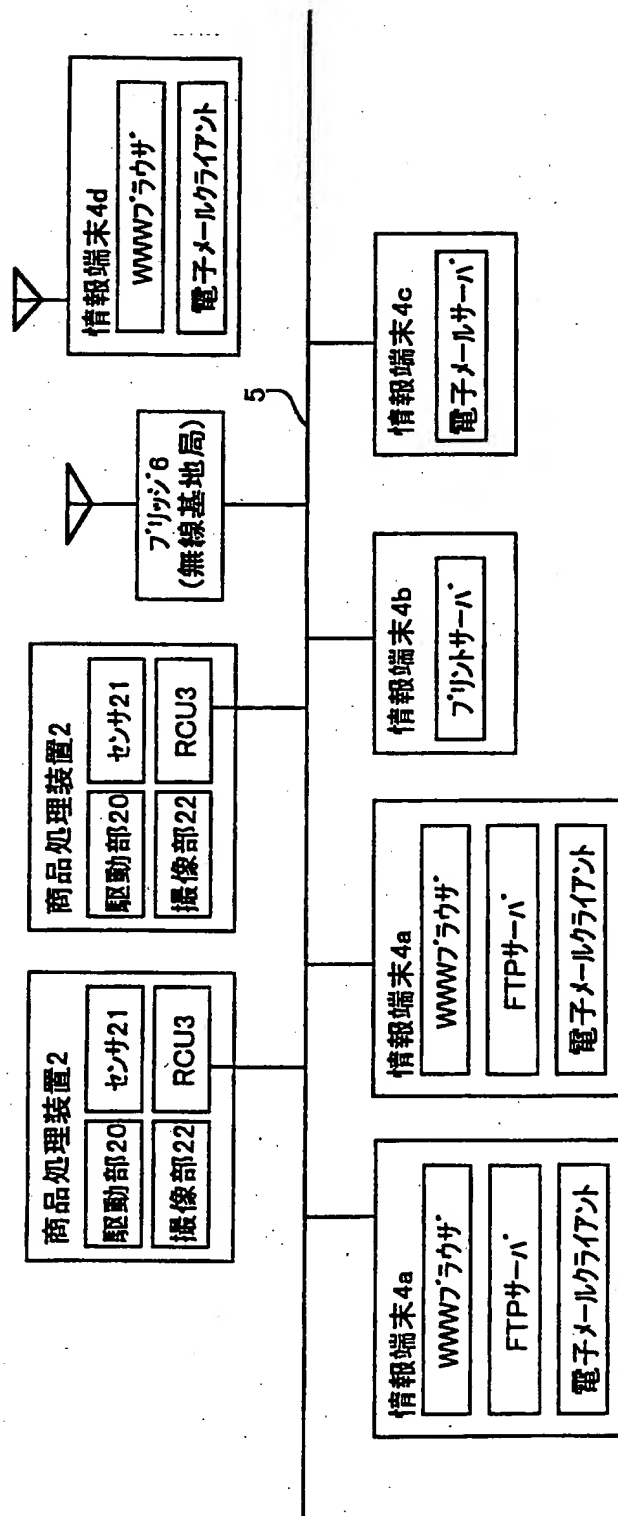 商品処理装置2
駆動部20
センサ21
撮像部22
RCU3
商品処理装置2
駆動部20
センサ21
撮像部22
RCU3
ブリッジ6
(無線基地局)
情報端末4d
WWWブラウザ
電子メールクライアント
5
情報端末4a
WWWブラウザ
FTPサーバ
電子メールクライアント
情報端末4a
WWWブラウザ
FTPサーバ
電子メールクライアント
情報端末4b
プリントサーバ
情報端末4c
電子メールサーバ